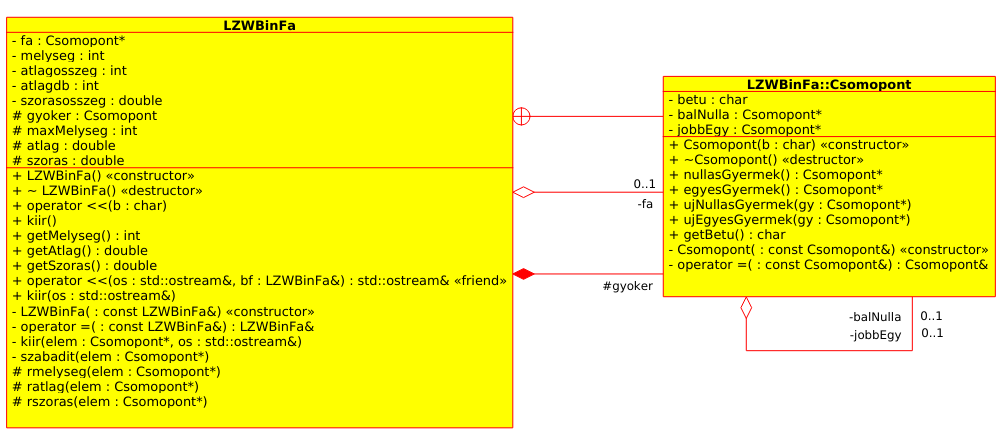 LZWBinFa
- fa : Csomopont*
- melyseg : int
- atlagosszeg : int
- atlagdb : int
- szorasosszeg : double
# gyoker : Csomopont
# maxMelyseg : int
# atlag : double
# szoras : double
+ LZWBinFa() «constructor»
+ ~ LZWBinFa() «destructor»
+ operator <<(b : char)
+ kiir()
+ getMelyseg() : int
+ getAtlag() : double
+ getSzoras() : double
+ operator <<(os : std::ostream&, bf : LZWBinFa&) : std::ostream& «friend»
+ kiir(os : std::ostream&)
- LZWBinFa( : const LZWBinFa&) «constructor»
- operator =( : const LZWBinFa&) : LZWBinFa&
- kiir(elem : Csomopont*, os : std::ostream&)
- szabadit(elem : Csomopont*)
# rmelyseg(elem : Csomopont*)
# ratlag(elem : Csomopont*)
# rszoras(elem : Csomopont*)
0..1
-fa
#gyoker
LZWBinFa::Csomopont
- betu : char
- balNulla : Csomopont*
- jobbEgy : Csomopont*
+ Csomopont(b : char) «constructor»
+ ~Csomopont() «destructor»
+ nullasGyermek() : Csomopont*
+ egyesGyermek() : Csomopont*
+ ujNullasGyermek(gy : Csomopont*)
+ ujEgyesGyermek(gy : Csomopont*)
+ getBetu() : char
- Csomopont( : const Csomopont&) «constructor»
- operator =( : const Csomopont&) : Csomopont&
-balNulla 0..1
-jobbEgy 0..1